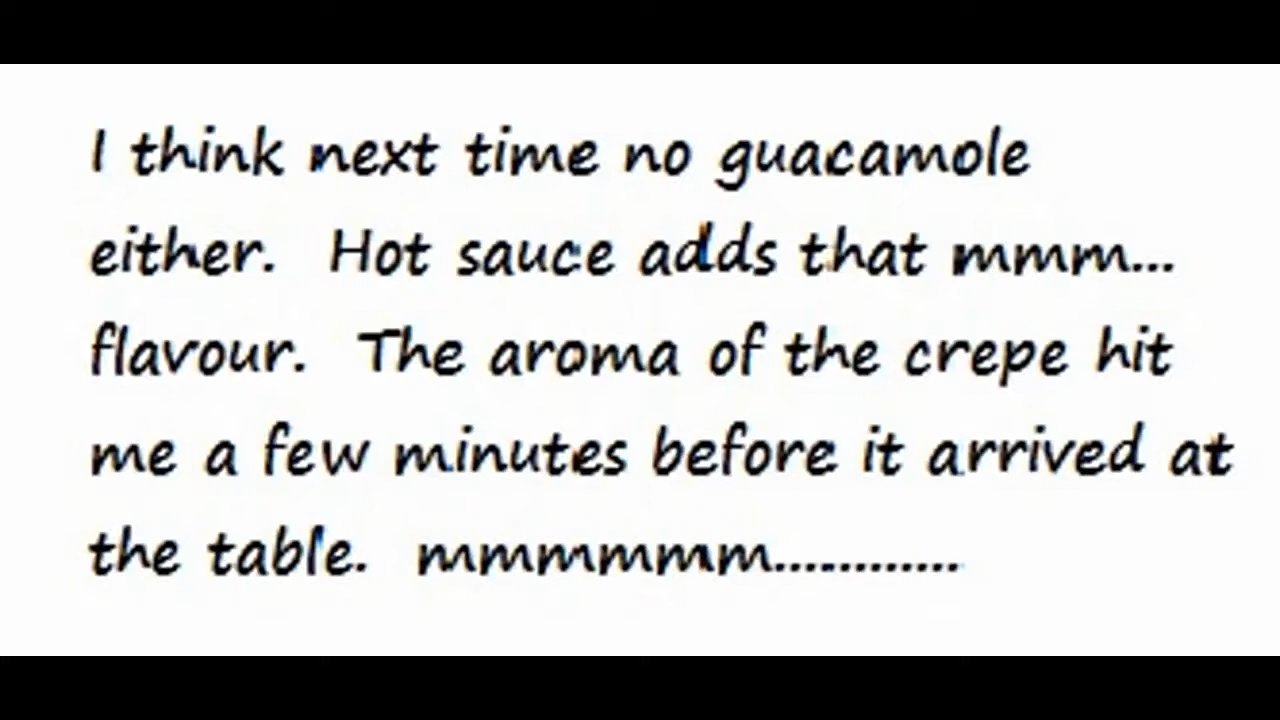 I think next time no guacamole
either.  Hot sauce adds that mmm...
flavour.  The aroma of the crepe hit
me a few minutes before it arrived at
the table.  mmmmmm............